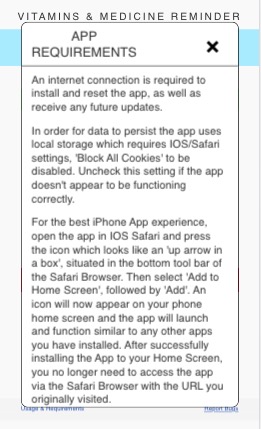 VITAMINS & MEDICINE REMINDER
APP
REQUIREMENTS
An internet connection is required to
install and reset the app, as well as
receive any future updates.
In order for data to persist the app uses
local storage which requires IOS/Safari
settings, 'Block All Cookies' to be
disabled. Uncheck this setting if the app
doesn't appear to be functioning
correctly.
For the best iPhone App experience,
open the app in IOS Safari and press
the icon which looks like an 'up arrow in
a box', situated in the bottom tool bar of
the Safari Browser. Then select 'Add to
Home Screen', followed by 'Add'. An
icon will now appear on your phone
home screen and the app will launch
and function similar to any other apps
you have installed. After successfully
installing the App to your Home Screen,
you no longer need to access the app
via the Safari Browser with the URL you
originally visited.
Usage & Requirements Report Bugs